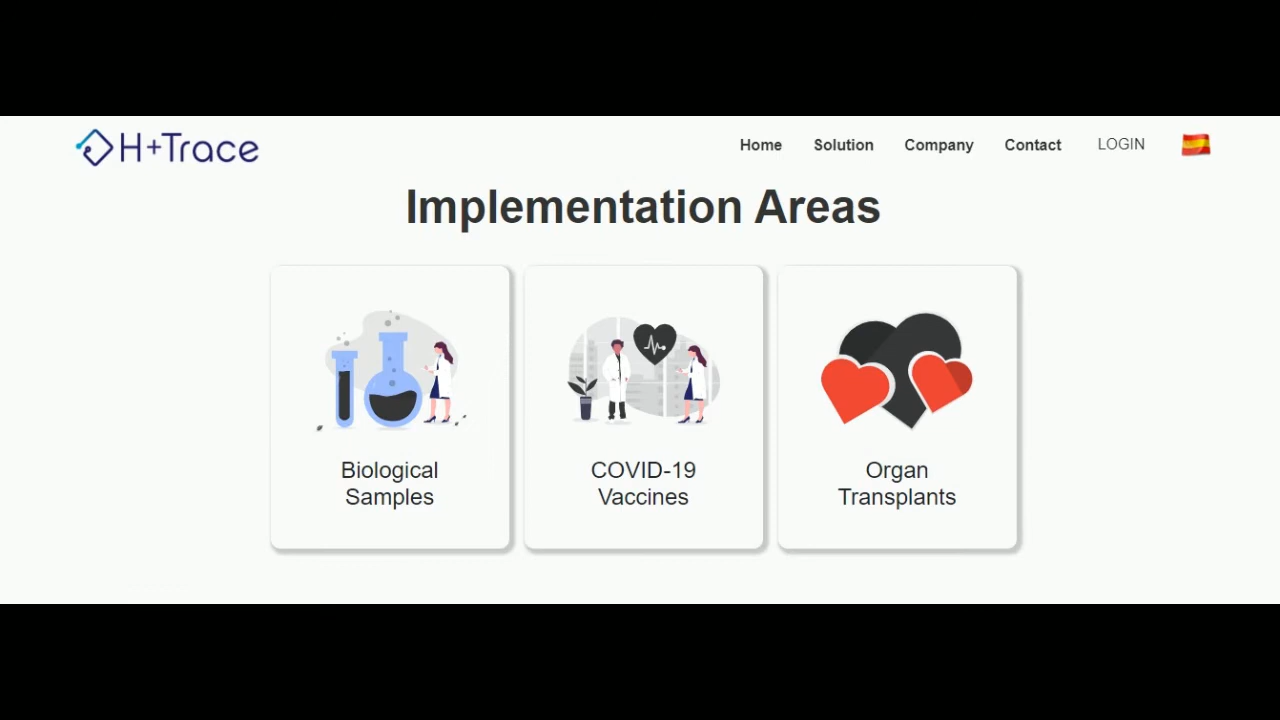 H+Trace
Home Solution Company Contact LOGIN
Implementation Areas
Biological
Samples
COVID-19
Vaccines
Organ
Transplants